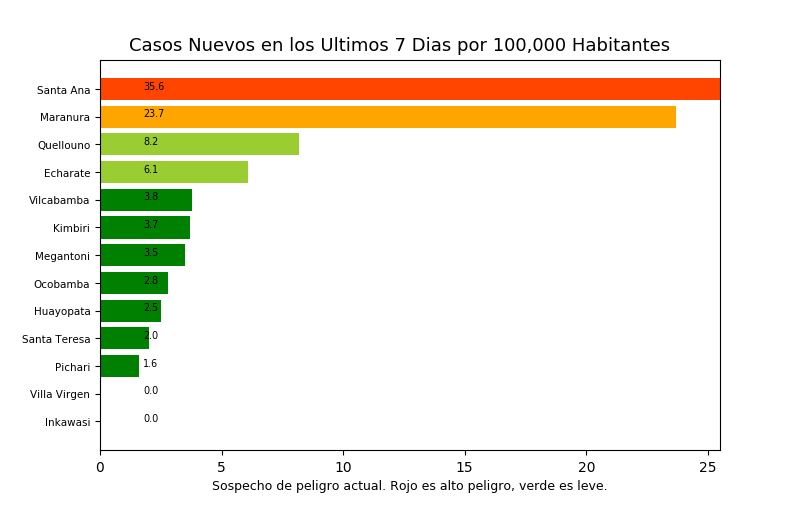 Casos Nuevos en los Ultimos 7 Dias por 100,000 Habitantes
Santa Ana 35.6
Maranura 23.7
Quellouno 8.2
Echarate 6.1
Vilcabamba 3.8
Kimbiri 3.7
Megantoni 3.5
Ocobamba 2.8
Huayopata 2.5
Santa Teresa 2.0
Pichari 1.6
Villa Virgen 0.0
Inkawasi 0.0
0 5 10 15 20 25
Sospecho de peligro actual. Rojo es alto peligro, verde es leve.